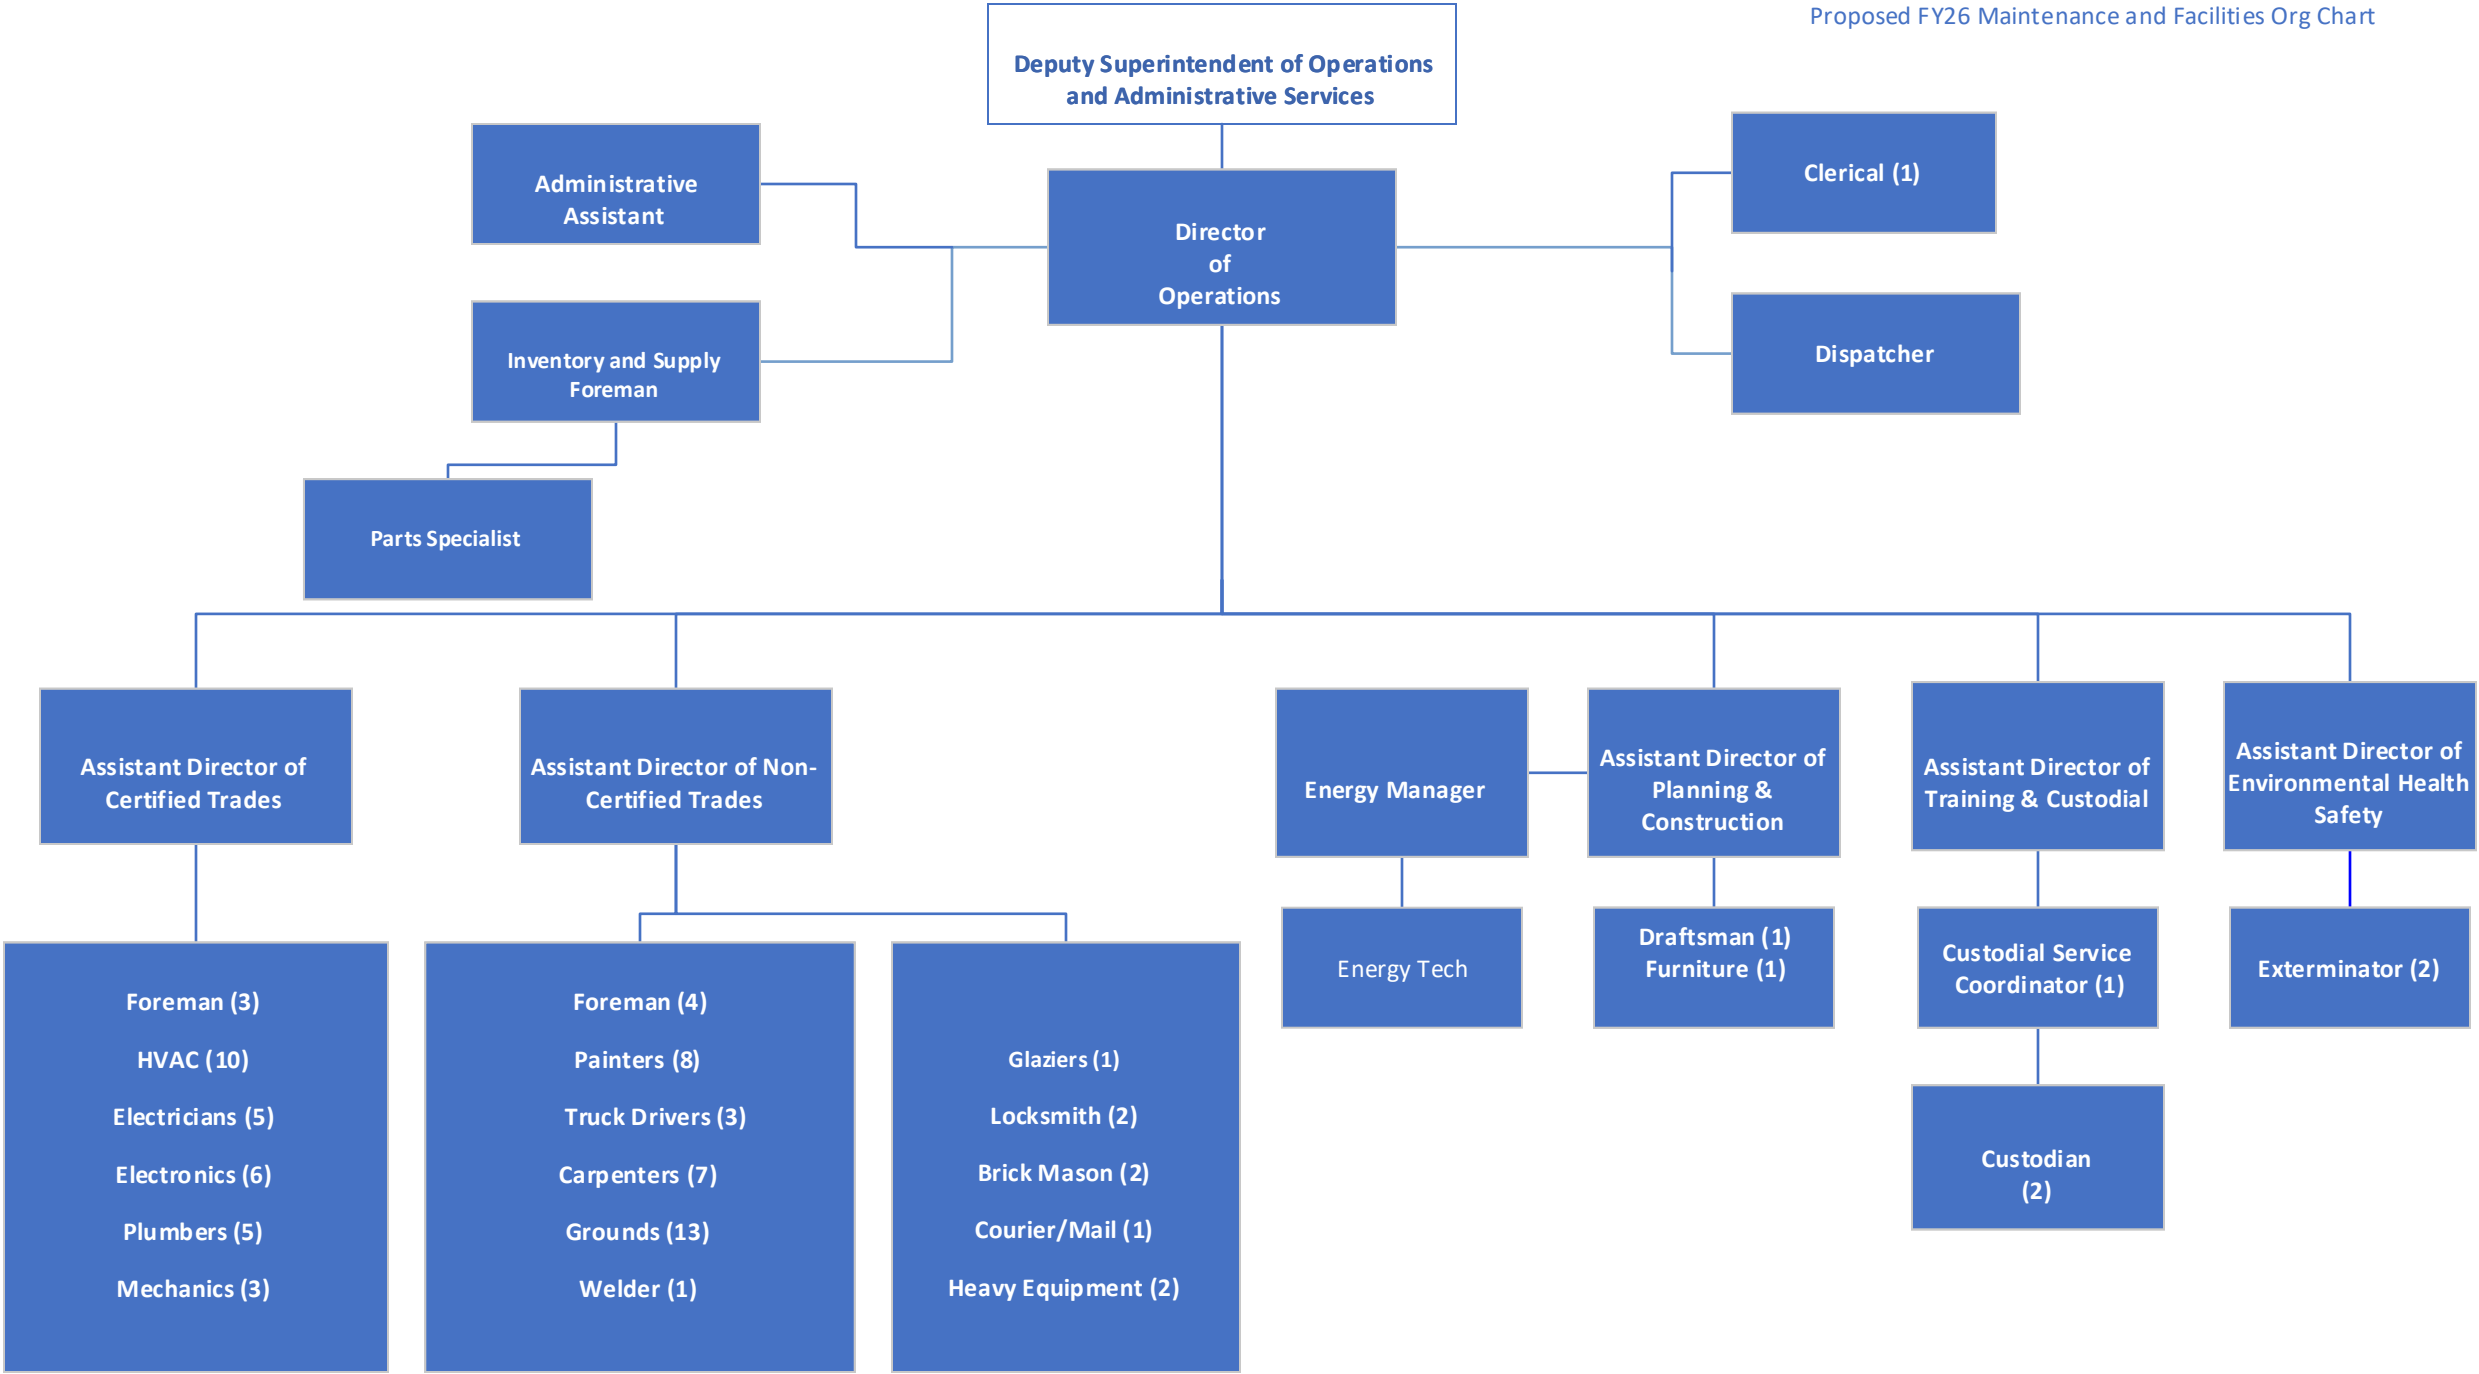 Proposed FY26 Maintenance and Facilities Org Chart
Deputy Superintendent of Operations
and Administrative Services
Administrative
Assistant
Director
of
Operations
Clerical (1)
Inventory and Supply
Foreman
Dispatcher
Parts Specialist
Assistant Director of
Certified Trades
Assistant Director of Non-
Certified Trades
Energy Manager
Assistant Director of
Planning &
Construction
Assistant Director of
Training & Custodial
Assistant Director of
Environmental Health
Safety
Foreman (3)
HVAC (10)
Electricians (5)
Electronics (6)
Plumbers (5)
Mechanics (3)
Foreman (4)
Painters (8)
Truck Drivers (3)
Carpenters (7)
Grounds (13)
Welder (1)
Glaziers (1)
Locksmith (2)
Brick Mason (2)
Courier/Mail (1)
Heavy Equipment (2)
Energy Tech
Draftsman (1)
Furniture (1)
Custodial Service
Coordinator (1)
Exterminator (2)
Custodian
(2)